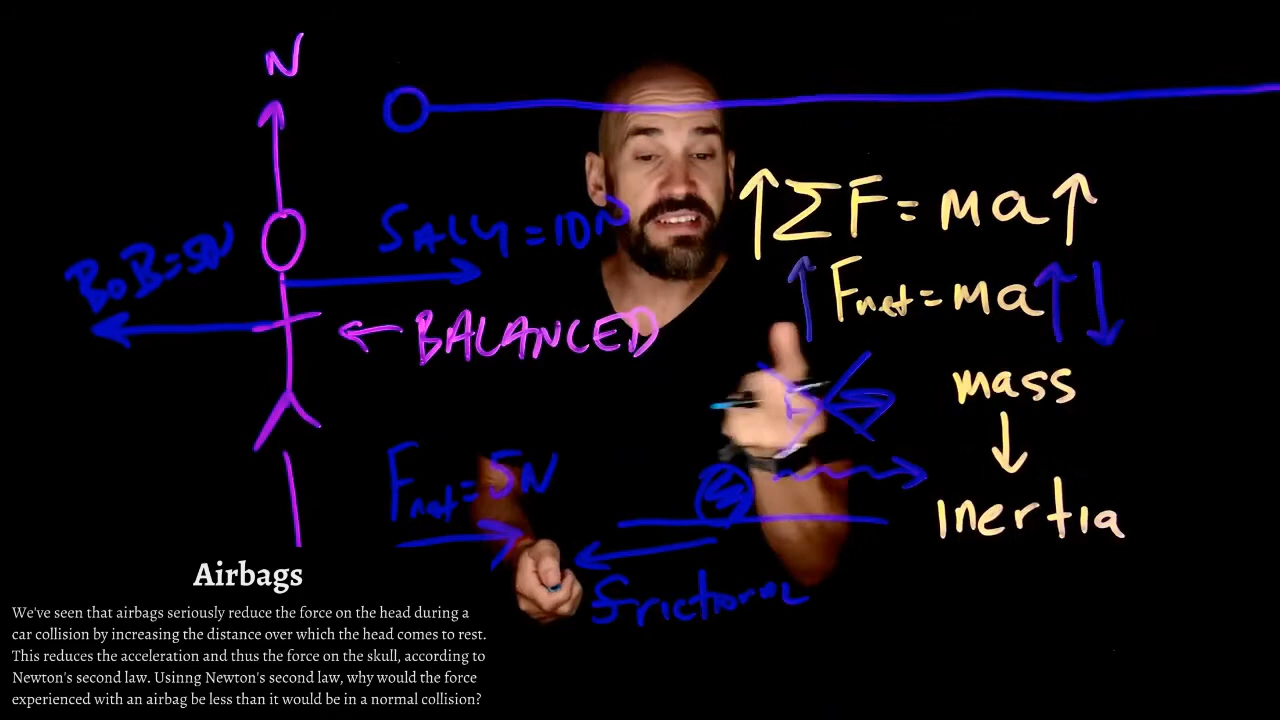 N
SALLY = 10N
BOB = 5N
← BALANCED
↑ ΣF = ma ↑
↑ Fnet = ma ↑ ↓
mass
↓
inertia
Fnet = 5N
frictional
Airbags
We've seen that airbags seriously reduce the force on the head during a
car collision by increasing the distance over which the head comes to rest.
This reduces the acceleration and thus the force on the skull, according to
Newton's second law. Usinng Newton's second law, why would the force
experienced with an airbag be less than it would be in a normal collision?